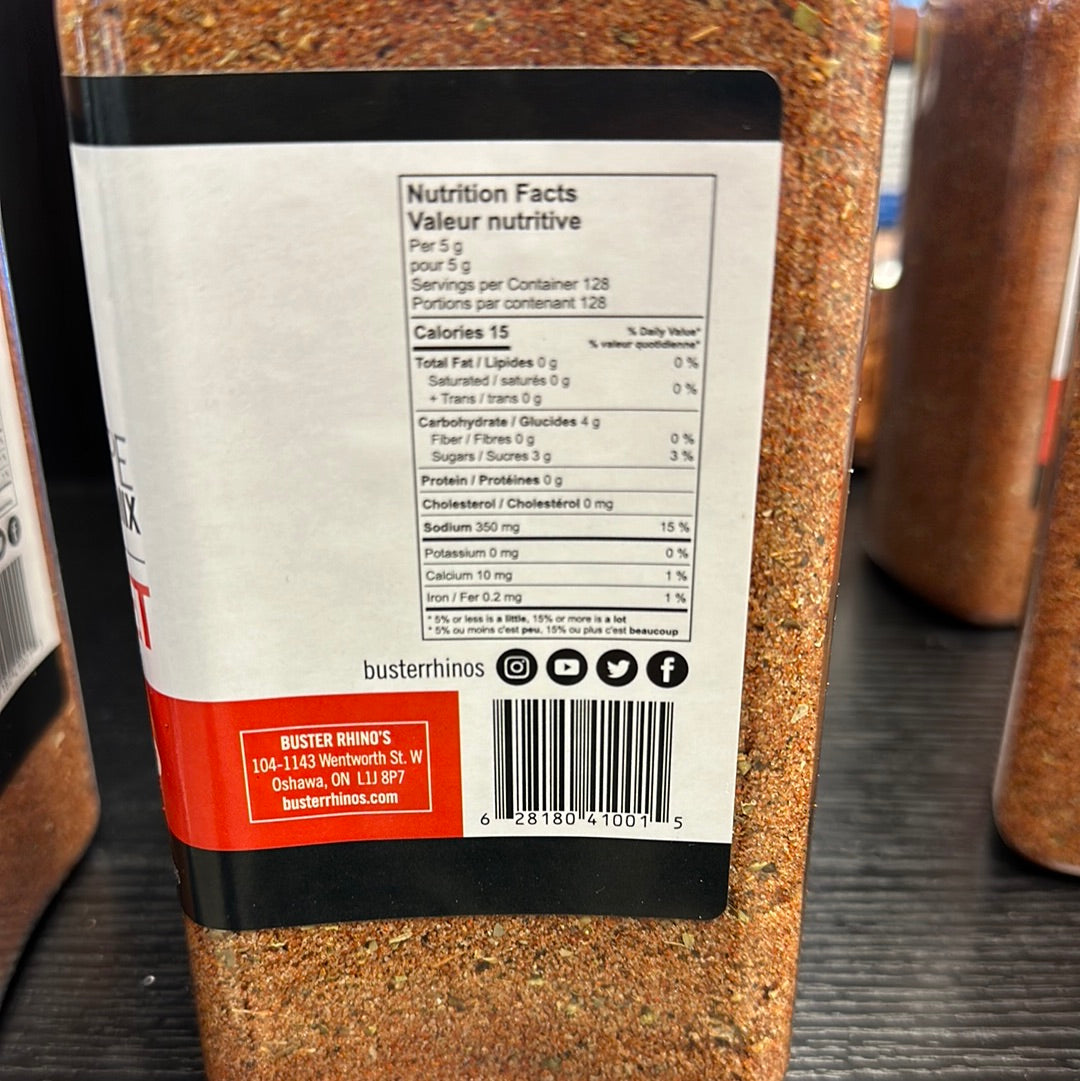 Nutrition Facts
Valeur nutritive
Per 5 g
pour 5 g
Servings per Container 128
Portions par contenant 128
Calories 15
% Daily Value*
% valeur quotidienne*
Total Fat / Lipides 0 g 0 %
Saturated / saturés 0 g
+ Trans / trans 0 g 0 %
Carbohydrate / Glucides 4 g
Fiber / Fibres 0 g 0 %
Sugars / Sucres 3 g 3 %
Protein / Protéines 0 g
Cholesterol / Cholestérol 0 mg
Sodium 350 mg 15 %
Potassium 0 mg 0 %
Calcium 10 mg 1 %
Iron / Fer 0.2 mg 1 %
* 5% or less is a little, 15% or more is a lot
* 5% ou moins c'est peu, 15% ou plus c'est beaucoup
busterrhinos
BUSTER RHINO'S
104-1143 Wentworth St. W
Oshawa, ON L1J 8P7
busterrhinos.com
6 28180 41001 5